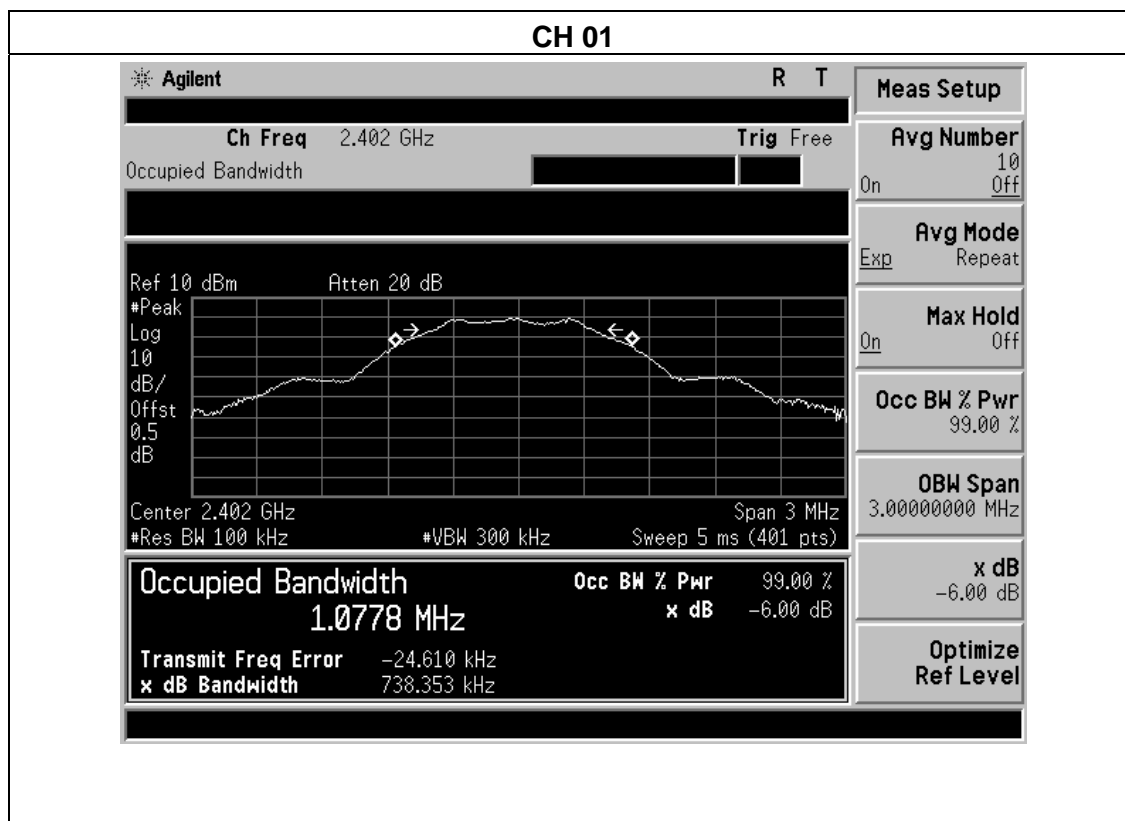 CH 01
Agilent R T
Ch Freq 2.402 GHz Trig Free
Occupied Bandwidth
Ref 10 dBm Atten 20 dB
#Peak
Log
10
dB/
Offst
0.5
dB
Center 2.402 GHz Span 3 MHz
#Res BW 100 kHz #VBW 300 kHz Sweep 5 ms (401 pts)
Occupied Bandwidth Occ BW % Pwr 99.00 %
1.0778 MHz x dB -6.00 dB
Transmit Freq Error -24.610 kHz
x dB Bandwidth 738.353 kHz
Meas Setup
Avg Number
10
On Off
Avg Mode
Exp Repeat
Max Hold
On Off
Occ BW % Pwr
99.00 %
OBW Span
3.00000000 MHz
x dB
-6.00 dB
Optimize
Ref Level